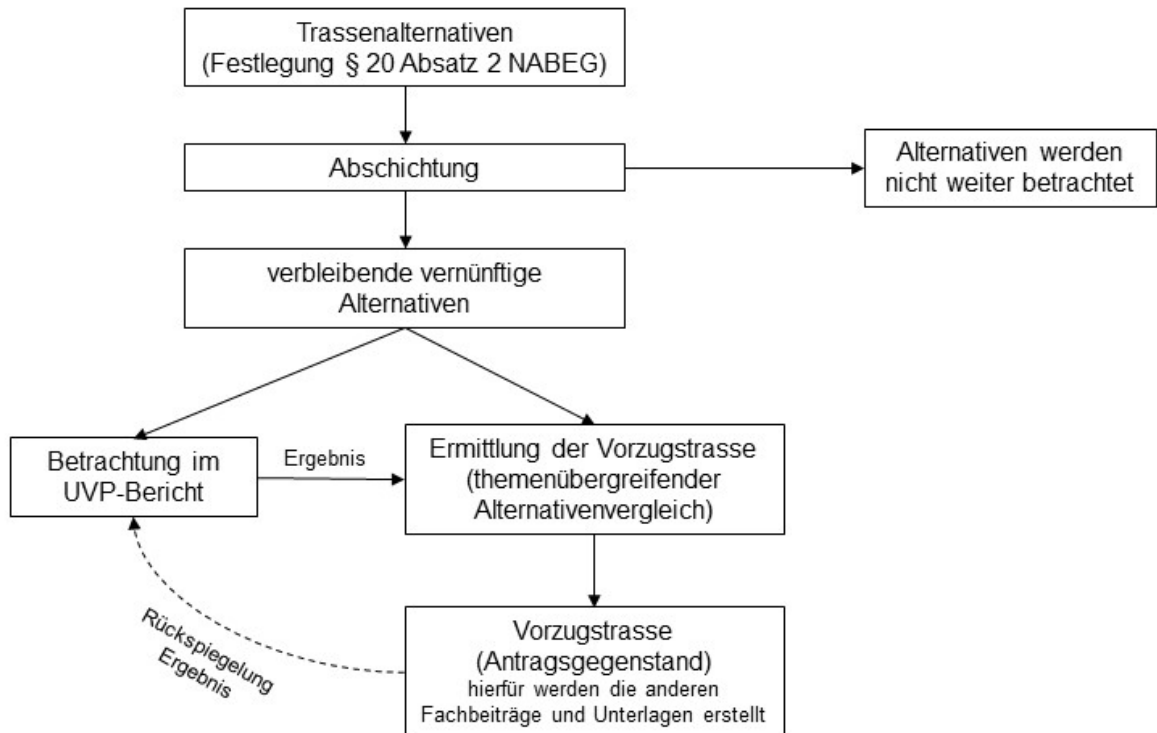 Trassenalternativen
(Festlegung § 20 Absatz 2 NABEG)
Abschichtung
Alternativen werden
nicht weiter betrachtet
verbleibende vernünftige
Alternativen
Betrachtung im
UVP-Bericht
Ergebnis
Ermittlung der Vorzugstrasse
(themenübergreifender
Alternativenvergleich)
Rückspiegelung
Ergebnis
Vorzugstrasse
(Antragsgegenstand)
hierfür werden die anderen
Fachbeiträge und Unterlagen erstellt